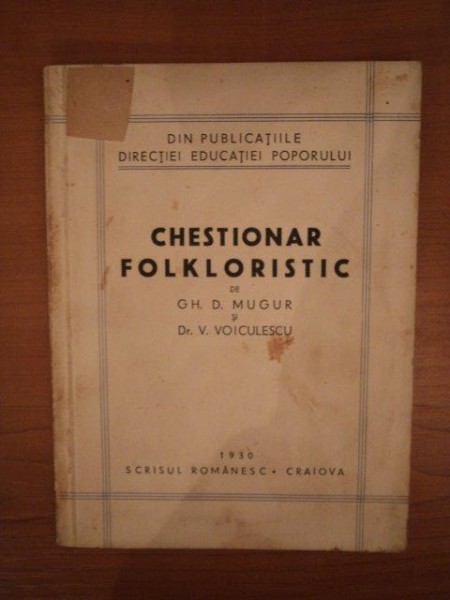 DIN PUBLICAȚIILE
DIRECȚIEI EDUCAȚIEI POPORULUI
CHESTIONAR
FOLKLORISTIC
DE
GH. D. MUGUR
ȘI
Dr. V. VOICULESCU
1930
SCRISUL ROMÂNESC • CRAIOVA